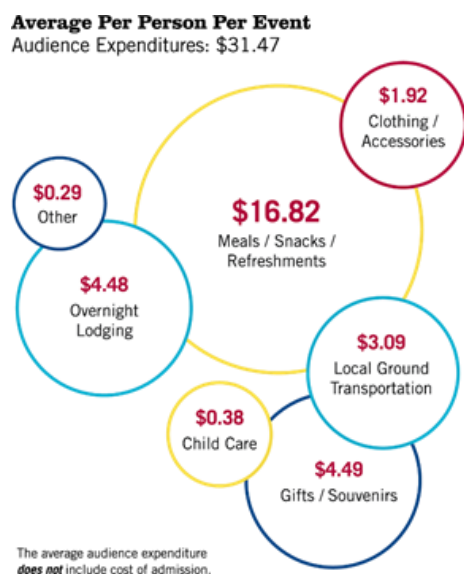 Average Per Person Per Event
Audience Expenditures: $31.47
$1.92
Clothing /
Accessories
$0.29
Other
$16.82
Meals / Snacks /
Refreshments
$4.48
Overnight
Lodging
$3.09
Local Ground
Transportation
$0.38
Child Care
$4.49
Gifts / Souvenirs
The average audience expenditure
does not include cost of admission.